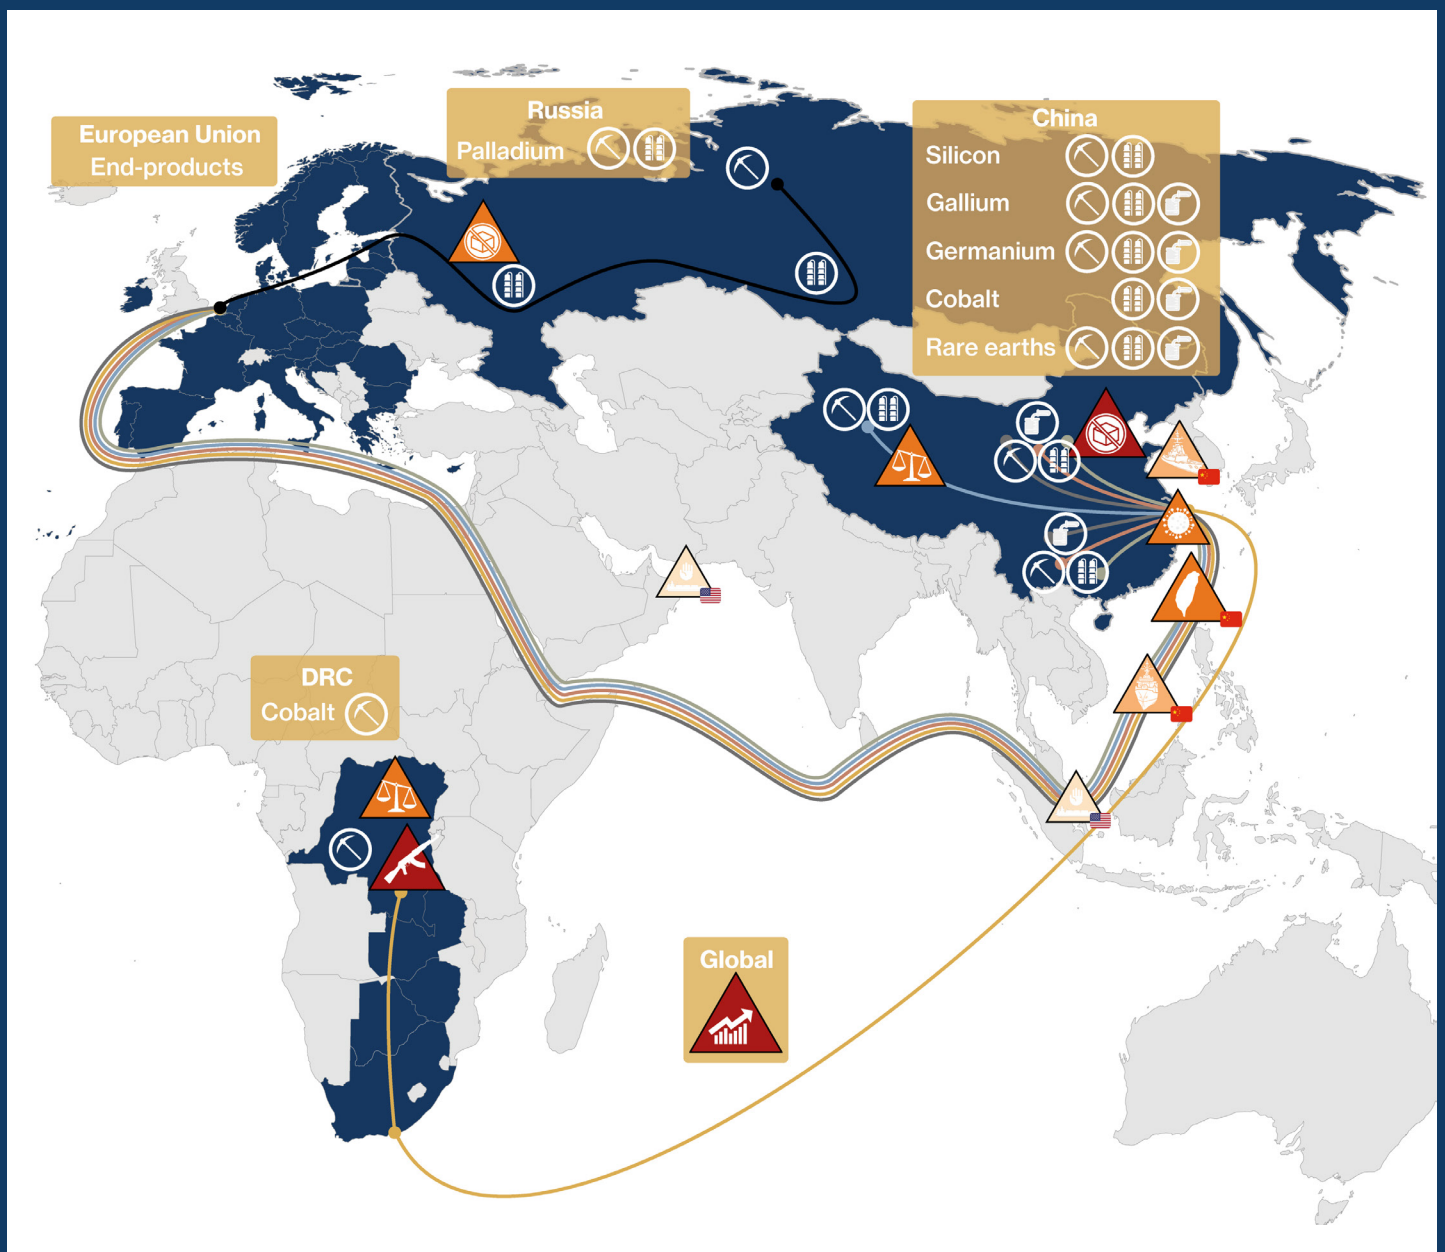 European Union
End-products
Russia
Palladium
China
Silicon
Gallium
Germanium
Cobalt
Rare earths
DRC
Cobalt
Global